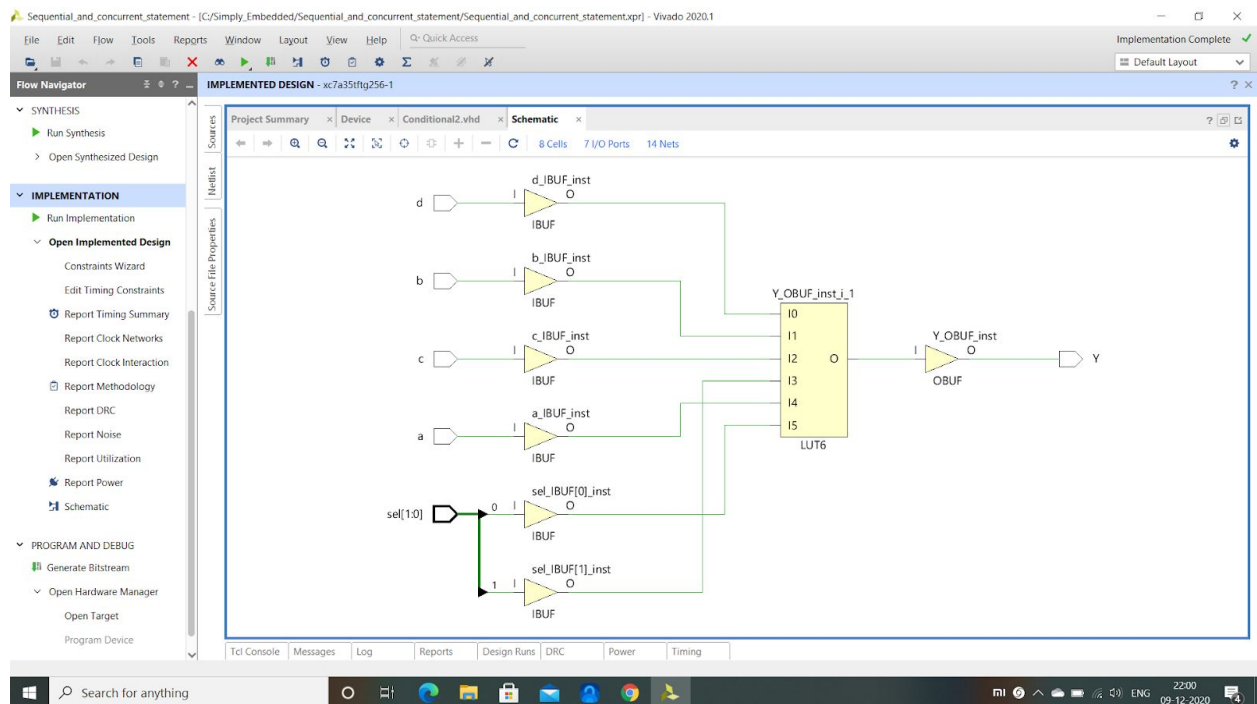 Sequential_and_concurrent_statement - [C:/Simply_Embedded/Sequential_and_concurrent_statement/Sequential_and_concurrent_statement.xpr] - Vivado 2020.1
File Edit Flow Tools Reports Window Layout View Help Q- Quick Access
Implementation Complete
Default Layout
Flow Navigator
IMPLEMENTED DESIGN - xc7a35tftg256-1
SYNTHESIS
Run Synthesis
Open Synthesized Design
IMPLEMENTATION
Run Implementation
Open Implemented Design
Constraints Wizard
Edit Timing Constraints
Report Timing Summary
Report Clock Networks
Report Clock Interaction
Report Methodology
Report DRC
Report Noise
Report Utilization
Report Power
Schematic
PROGRAM AND DEBUG
Generate Bitstream
Open Hardware Manager
Open Target
Program Device
Sources
Netlist
Source File Properties
Project Summary Device Conditional2.vhd Schematic
8 Cells 7 I/O Ports 14 Nets
d_IBUF_inst
d I O
IBUF
b_IBUF_inst
b I O
IBUF
c_IBUF_inst
c I O
IBUF
a_IBUF_inst
a I O
IBUF
sel_IBUF[0]_inst
sel[1:0] 0 I O
IBUF
sel_IBUF[1]_inst
1 I O
IBUF
Y_OBUF_inst_i_1
I0
I1
I2 O
I3
I4
I5
LUT6
Y_OBUF_inst
I O Y
OBUF
Tcl Console Messages Log Reports Design Runs DRC Power Timing
Search for anything
ENG
22:00
09-12-2020
4